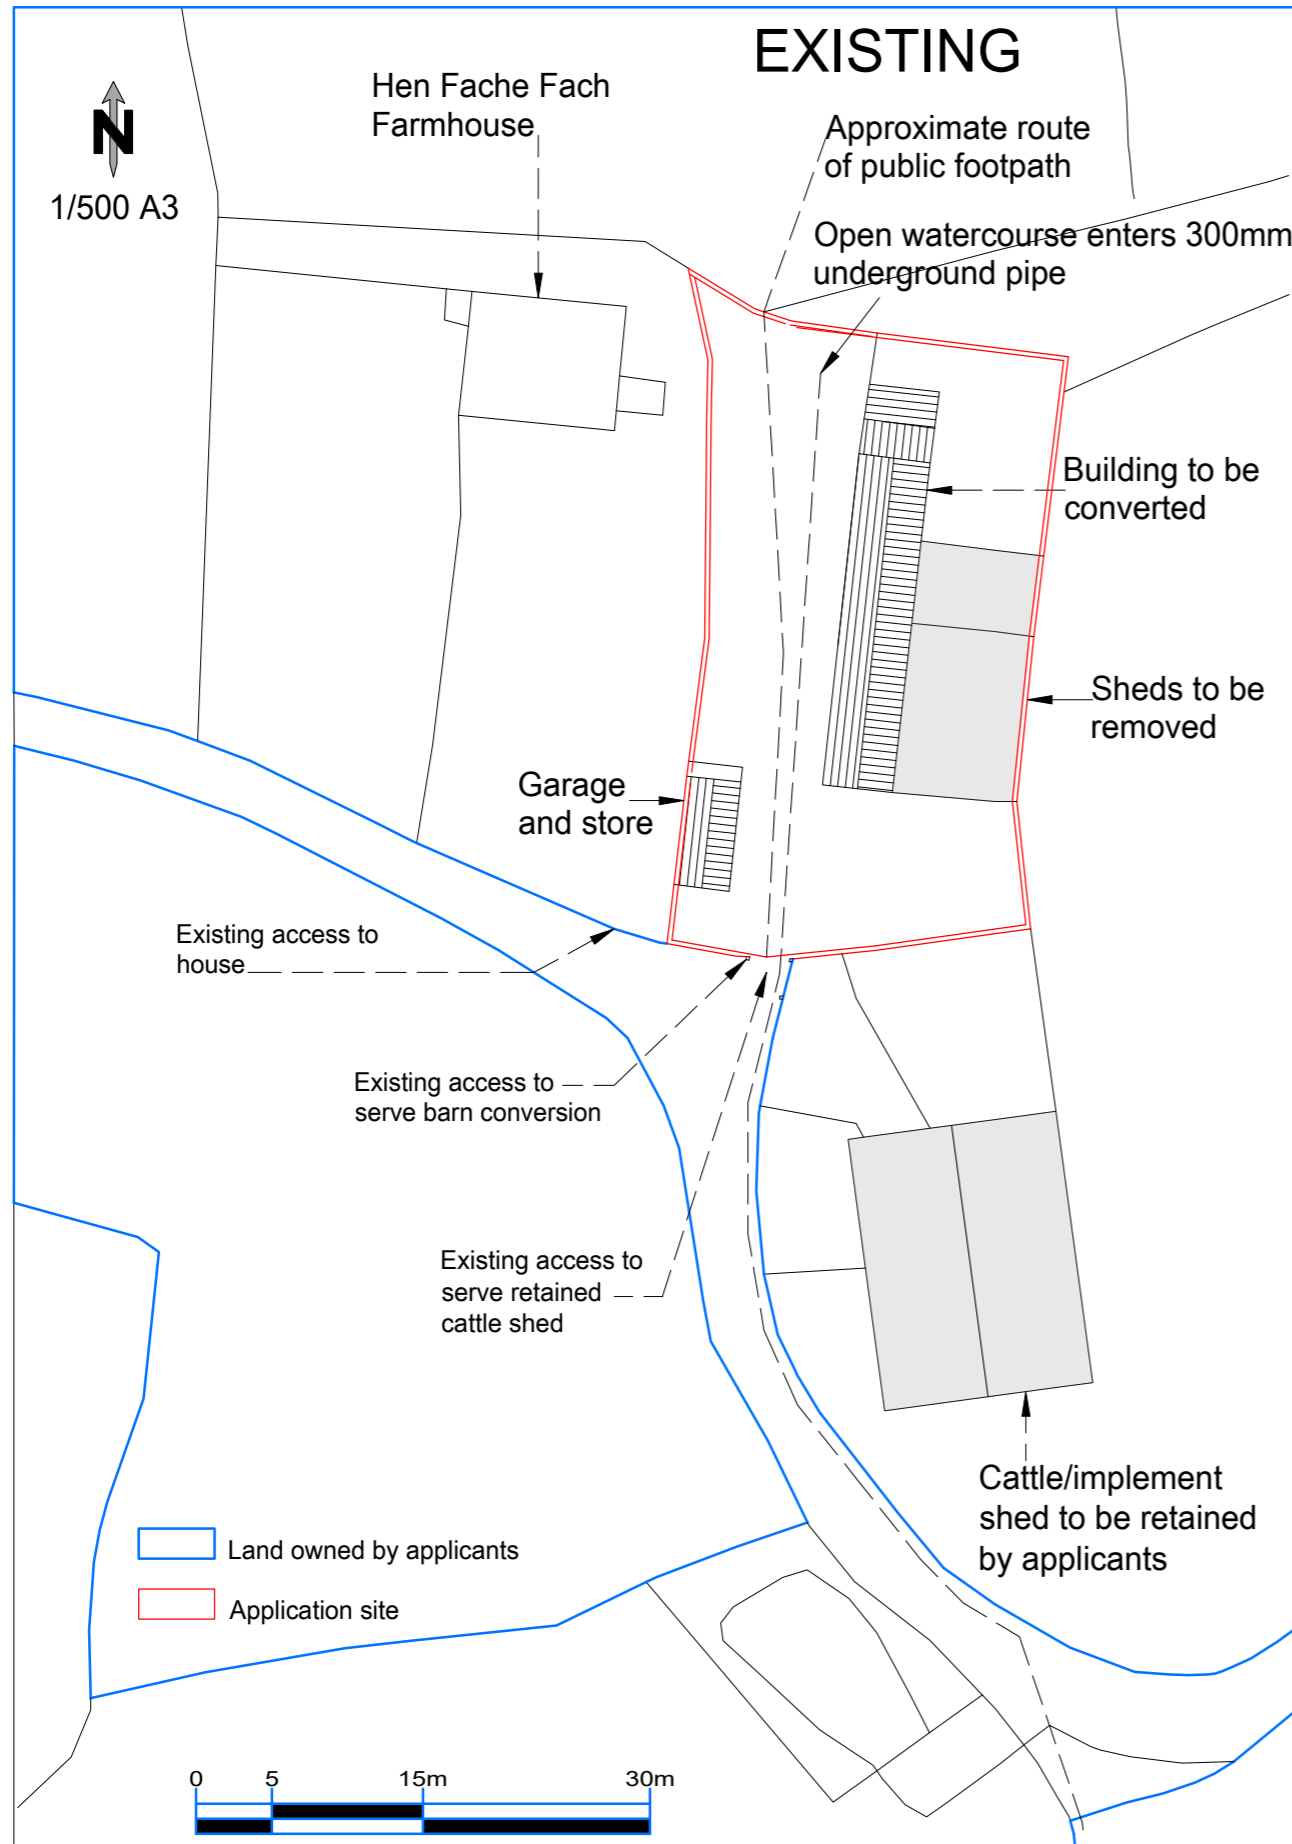 EXISTING
N
1/500 A3
Hen Fache Fach
Farmhouse
Approximate route
of public footpath
Open watercourse enters 300mm
underground pipe
Building to be
converted
Sheds to be
removed
Garage
and store
Existing access to
house
Existing access to
serve barn conversion
Existing access to
serve retained
cattle shed
Cattle/implement
shed to be retained
by applicants
Land owned by applicants
Application site
0 5 15m 30m